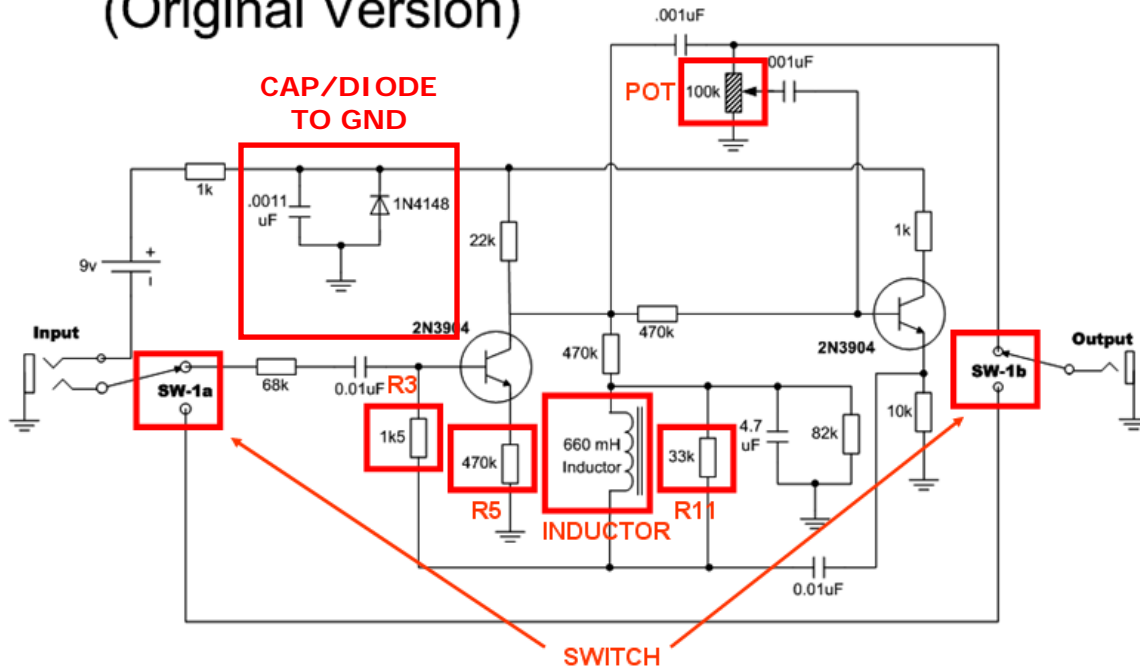 (Original Version)
.001uF
001uF
CAP/DIODE
TO GND
POT
100k
1k
.0011
uF
1N4148
22k
1k
9v
+
Input
2N3904
470k
470k
2N3904
Output
SW-1a
68k
0.01uF
R3
SW-1b
1k5
470k
660 mH
Inductor
33k
4.7
uF
82k
10k
R5
INDUCTOR
R11
0.01uF
SWITCH